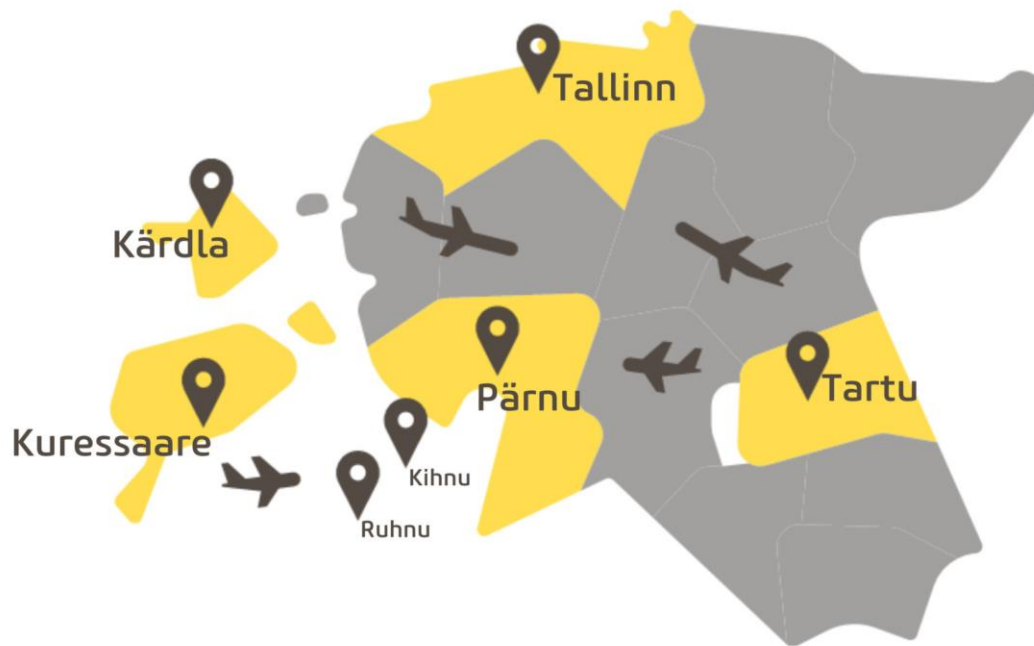 Tallinn
Kärdla
Pärnu
Tartu
Kuressaare
Kihnu
Ruhnu